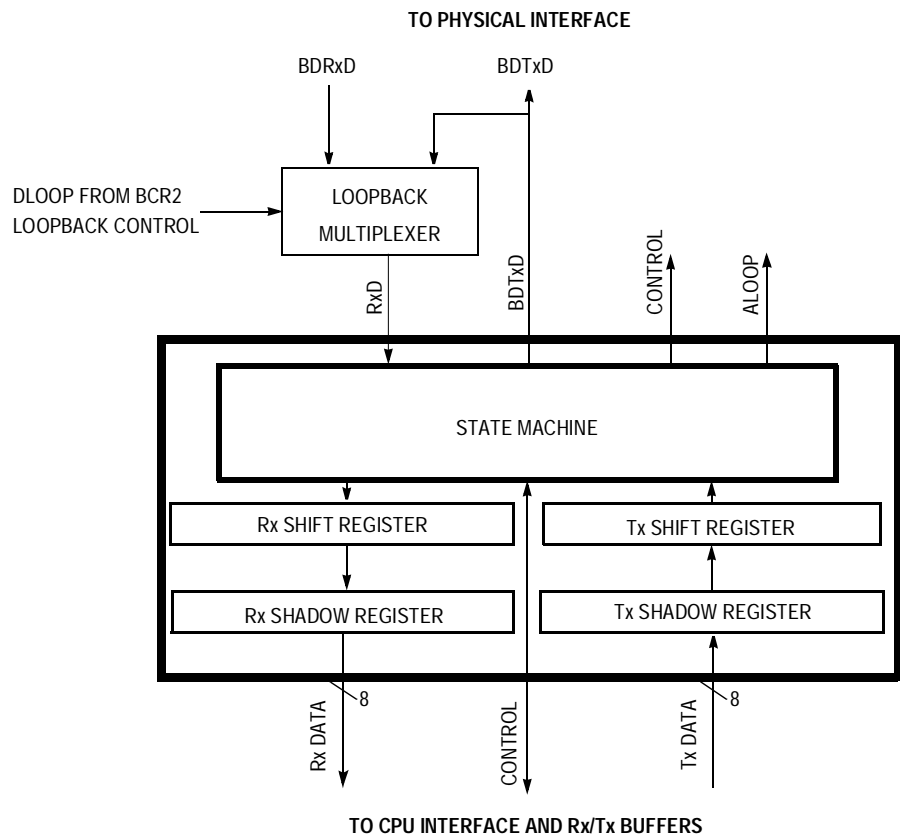 TO PHYSICAL INTERFACE
BDRxD
BDTxD
DLOOP FROM BCR2
LOOPBACK CONTROL
LOOPBACK
MULTIPLEXER
RxD
BDTxD
CONTROL
ALOOP
STATE MACHINE
Rx SHIFT REGISTER
Tx SHIFT REGISTER
Rx SHADOW REGISTER
Tx SHADOW REGISTER
8
8
Rx DATA
CONTROL
Tx DATA
TO CPU INTERFACE AND Rx/Tx BUFFERS